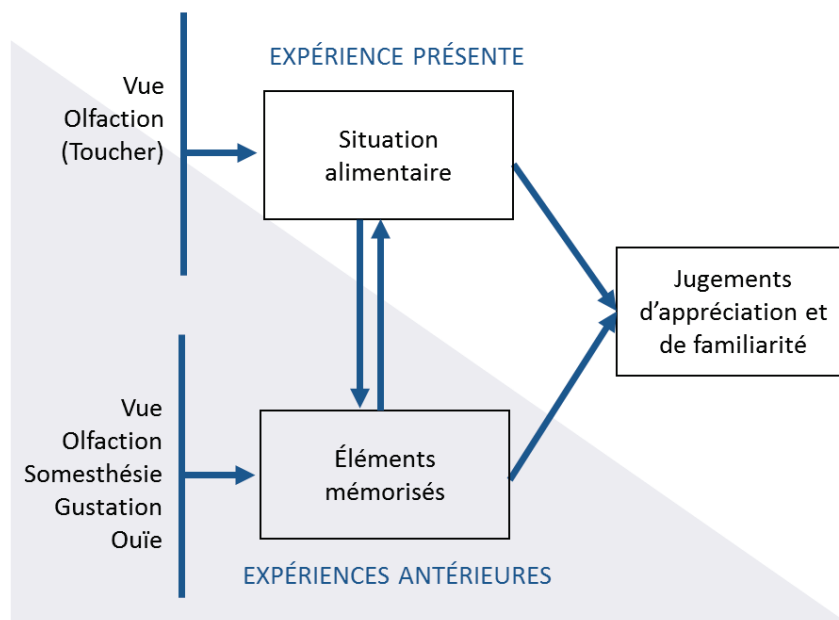 EXPÉRIENCE PRÉSENTE
Vue
Olfaction
(Toucher)
Situation
alimentaire
Jugements
d'appréciation et
de familiarité
Vue
Olfaction
Somesthésie
Gustation
Ouïe
Éléments
mémorisés
EXPÉRIENCES ANTÉRIEURES